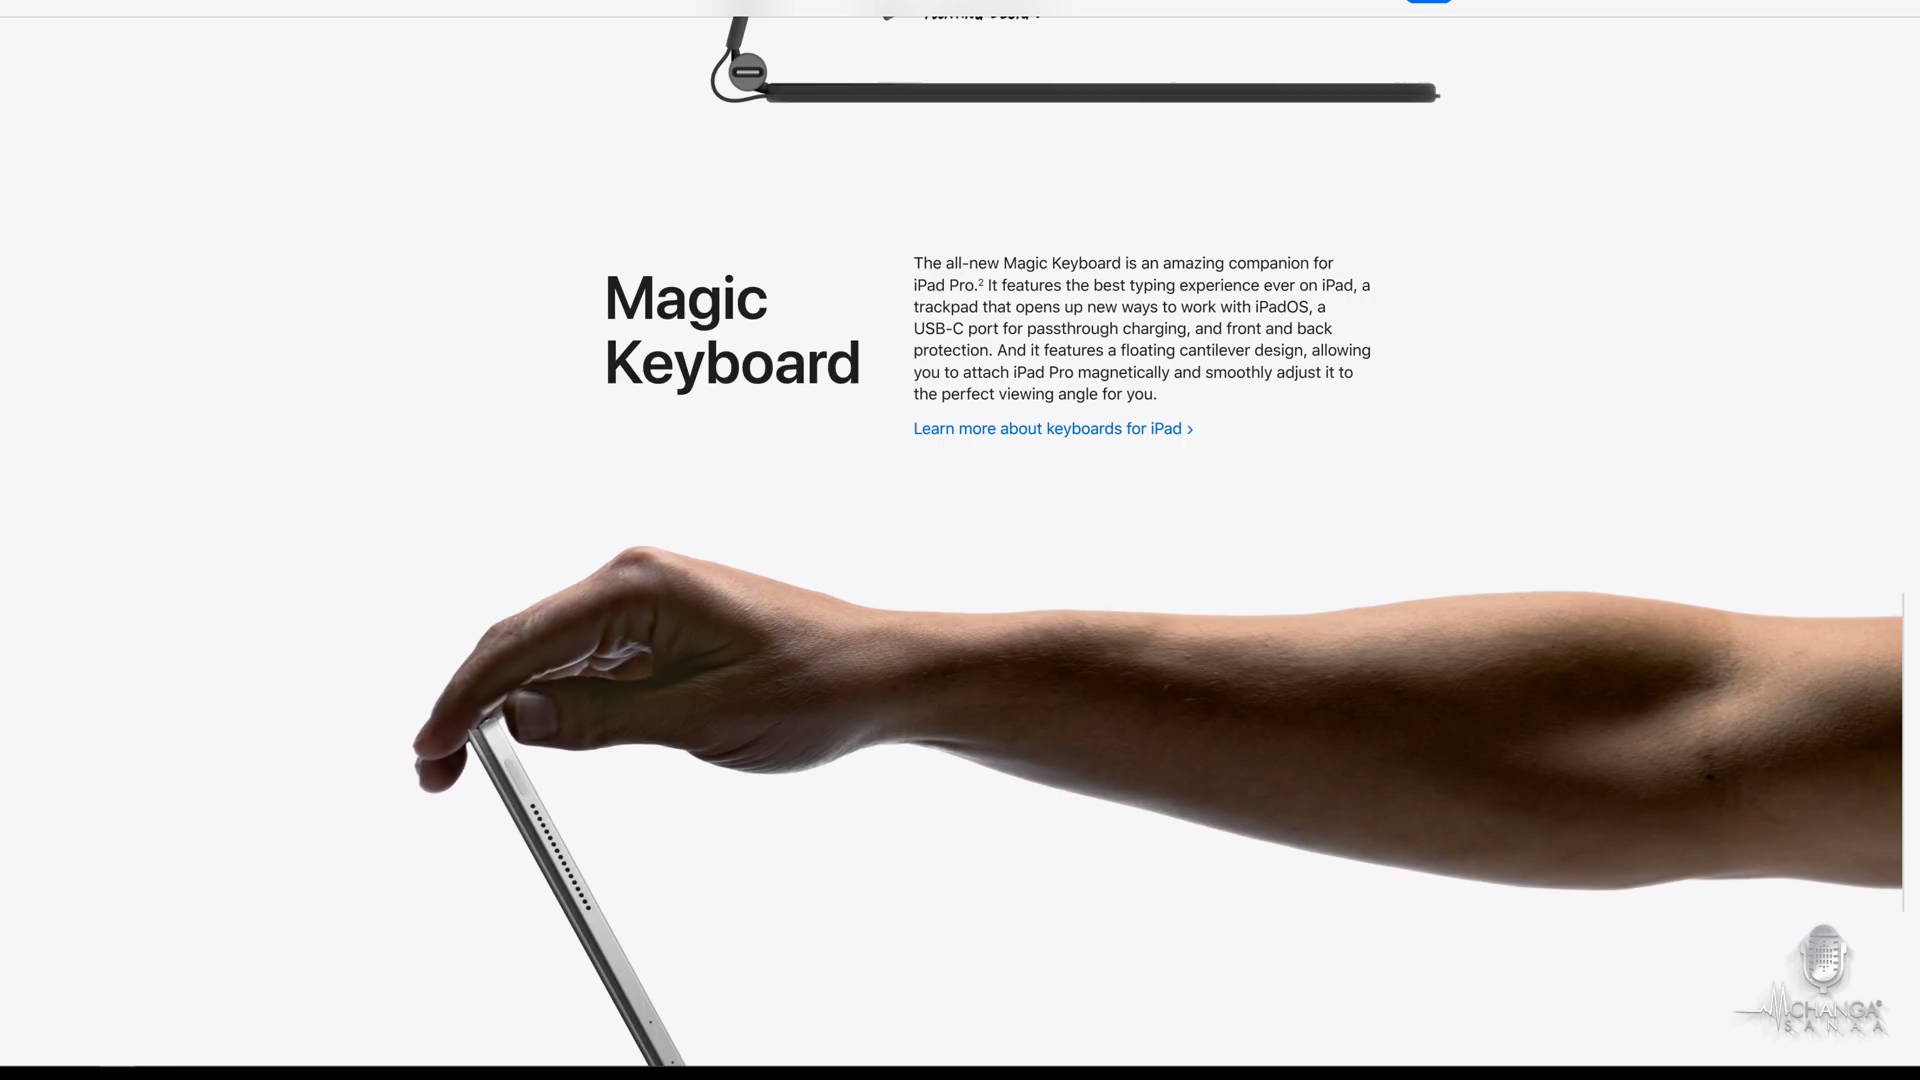 Magic
Keyboard
The all-new Magic Keyboard is an amazing companion for
iPad Pro.² It features the best typing experience ever on iPad, a
trackpad that opens up new ways to work with iPadOS, a
USB-C port for passthrough charging, and front and back
protection. And it features a floating cantilever design, allowing
you to attach iPad Pro magnetically and smoothly adjust it to
the perfect viewing angle for you.
Learn more about keyboards for iPad >
MCHANGA
SANAA